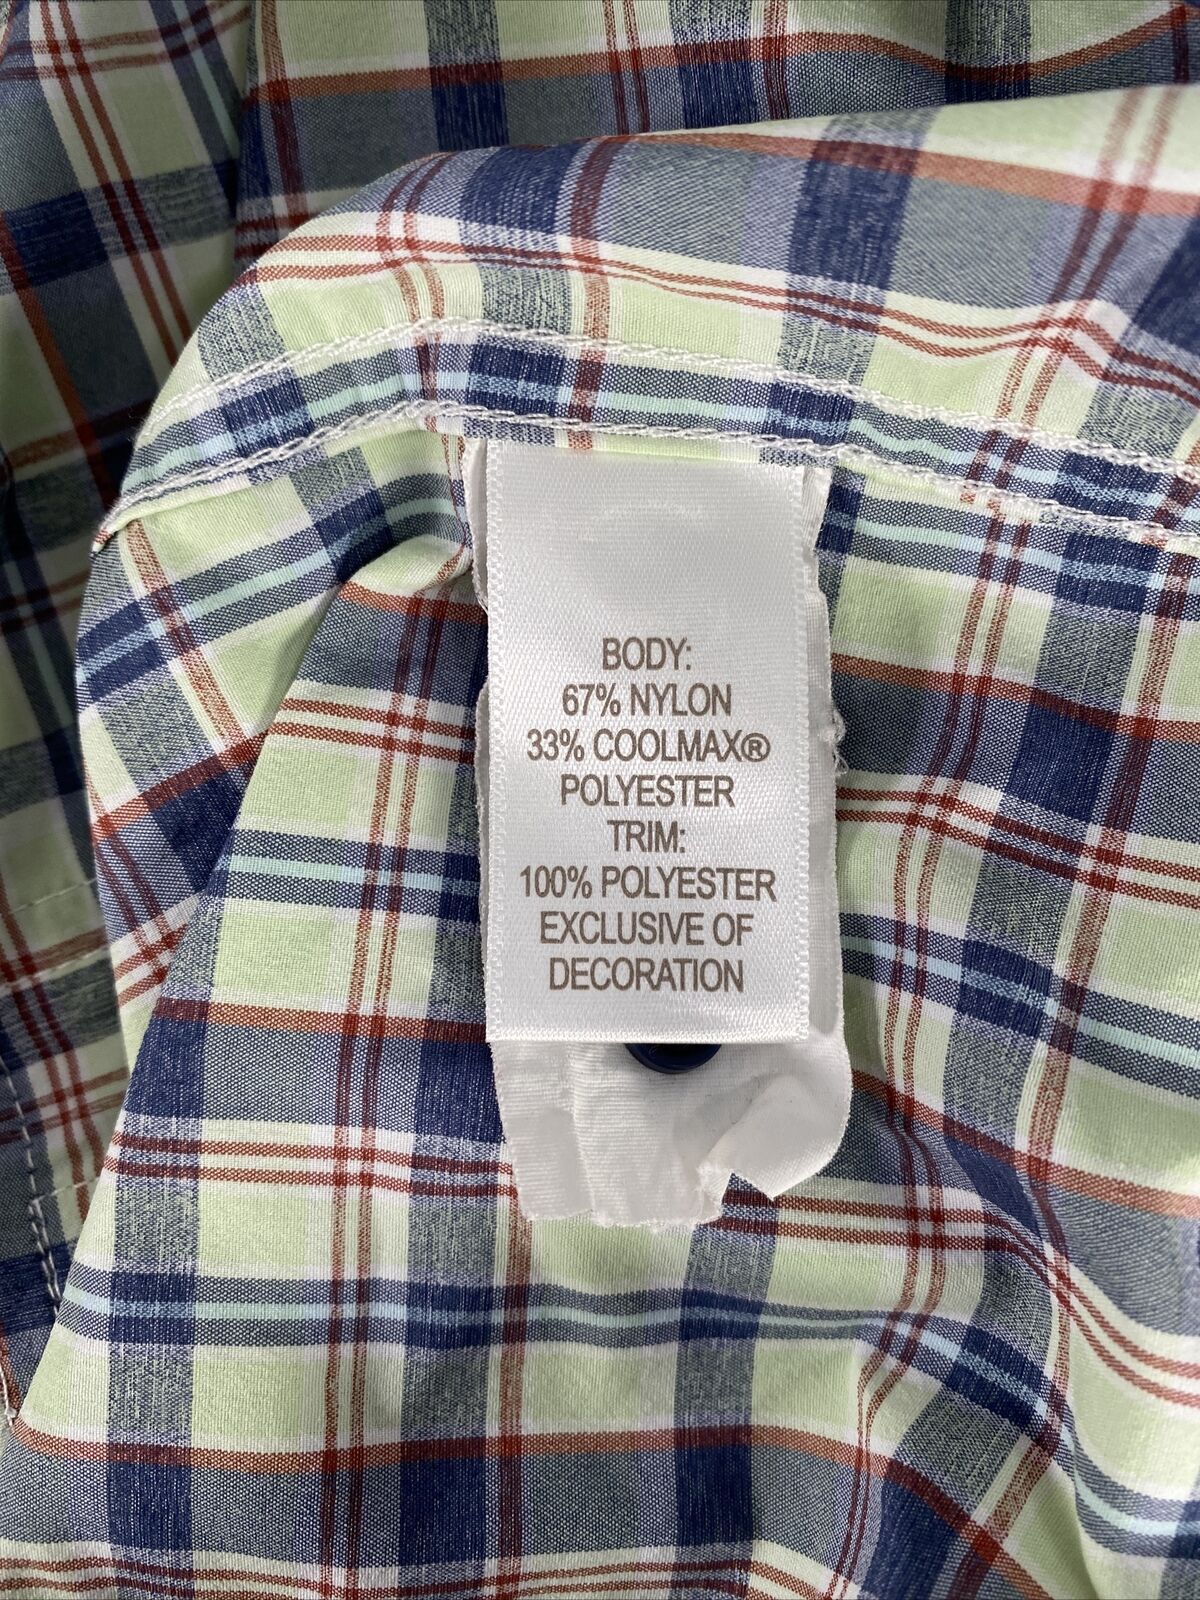 BODY:
67% NYLON
33% COOLMAX®
POLYESTER
TRIM:
100% POLYESTER
EXCLUSIVE OF
DECORATION